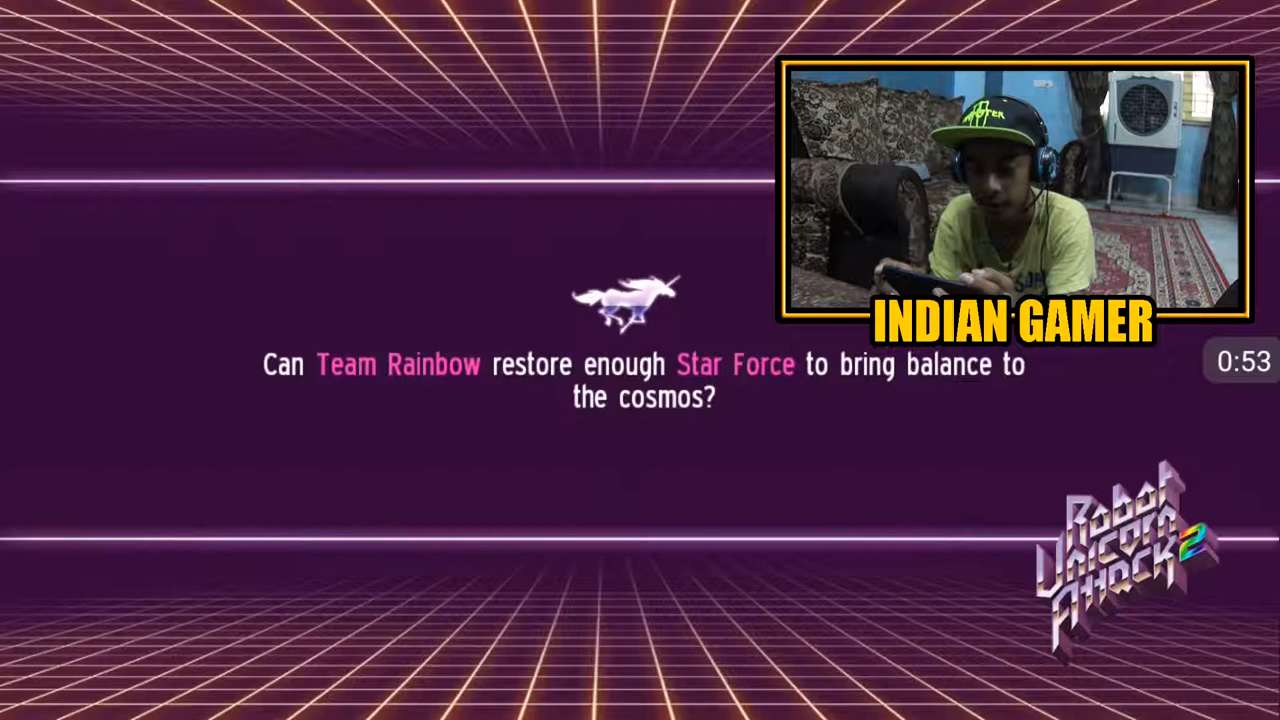 MONSTER
INDIAN GAMER
Can Team Rainbow restore enough Star Force to bring balance to
the cosmos?
0:53
Robot
Unicorn
Attack 2